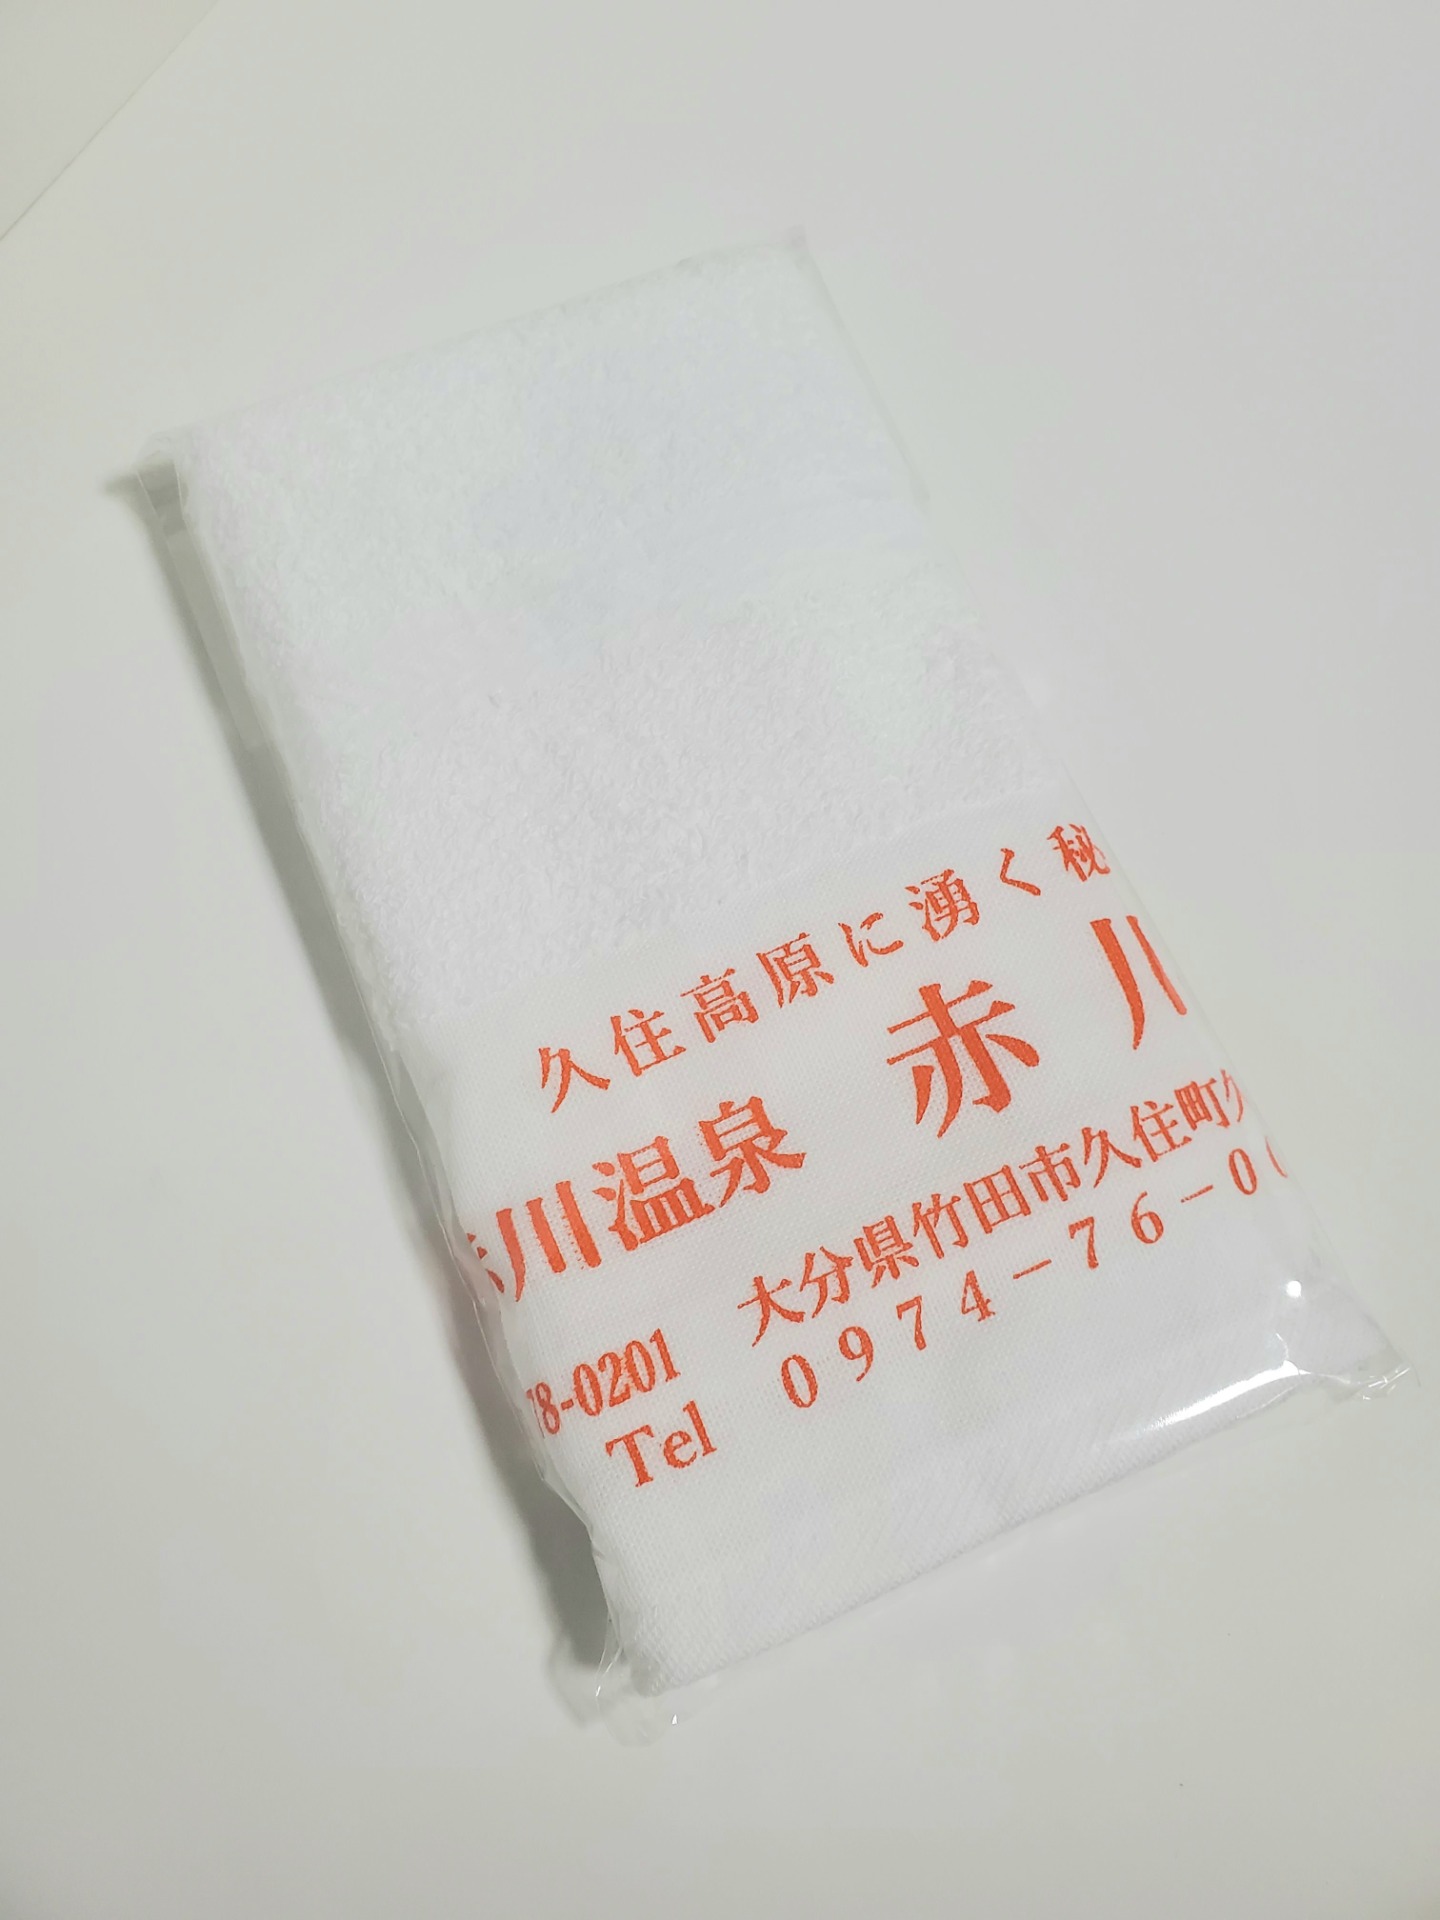 久住高原に湧く秘
川温泉 赤川
78-0201 大分県竹田市久住町
Tel 0974-76-0